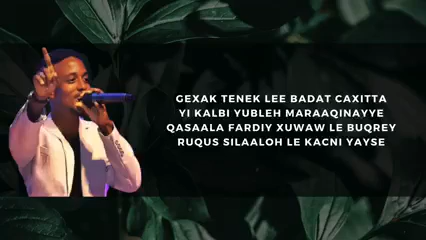 GEXAK TENEK LEE BADAT CAXITTA
YI KALBI YUBLEH MARAAQINAYYE
QASAALA FARDIY XUWAW LE BUQREY
RUQUS SILAALOH LE KACNI YAYSE